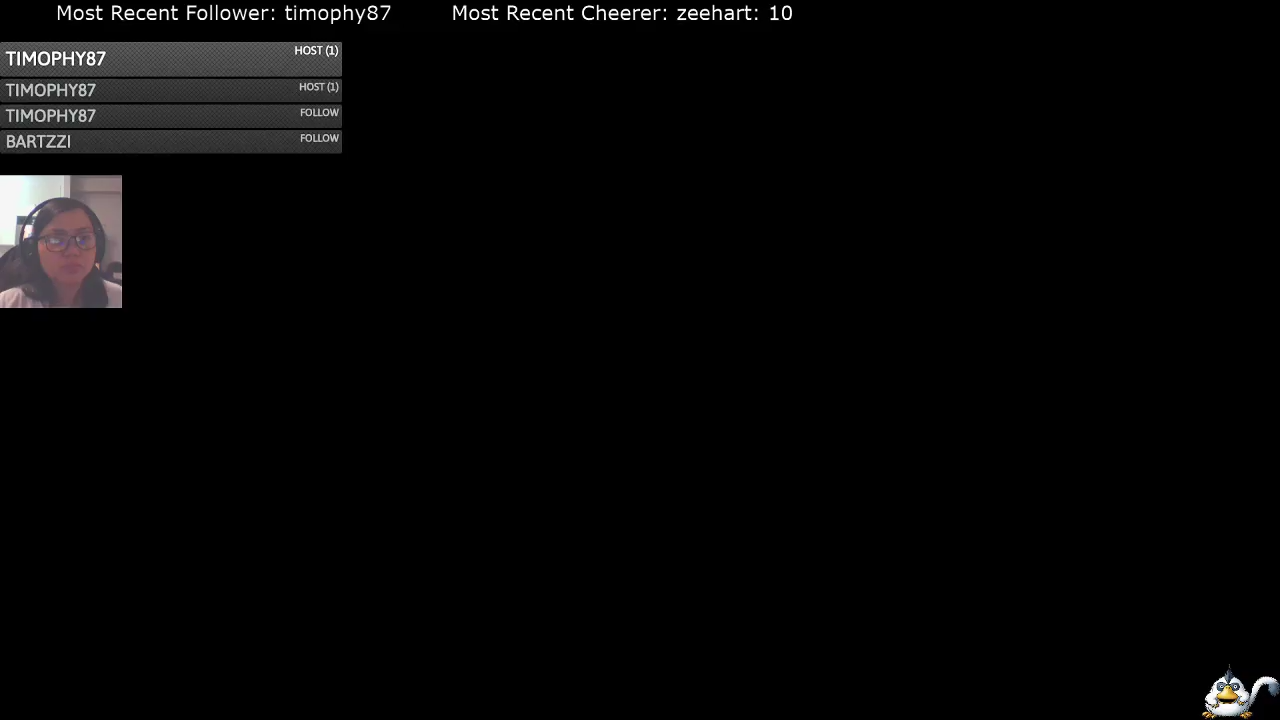 Most Recent Follower: timophy87 Most Recent Cheerer: zeehart: 10
TIMOPHY87 HOST (1)
TIMOPHY87 HOST (1)
TIMOPHY87 FOLLOW
BARTZZI FOLLOW